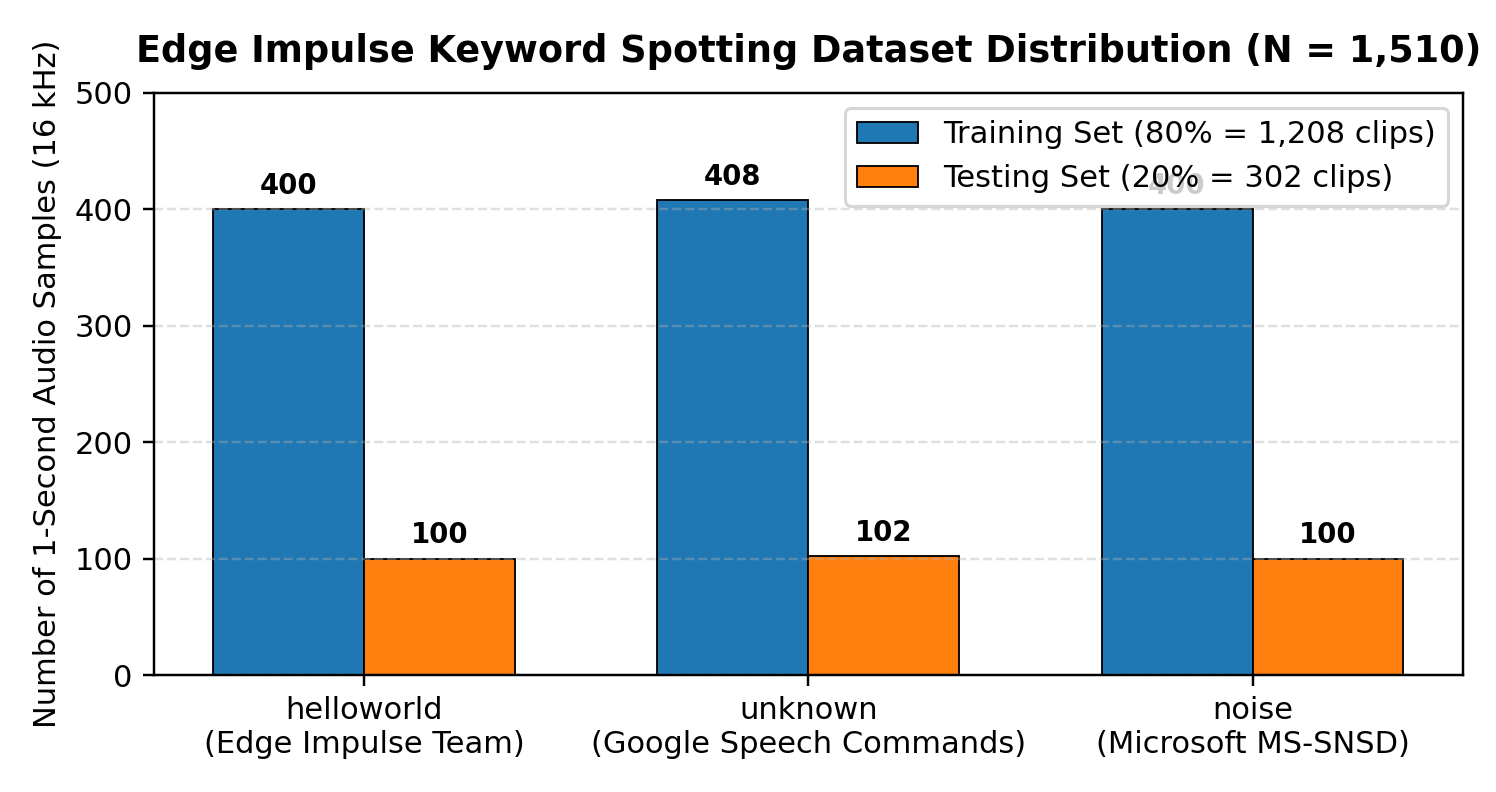 Edge Impulse Keyword Spotting Dataset Distribution (N = 1,510)
Number of 1-Second Audio Samples (16 kHz)
500
400
300
200
100
0
Training Set (80% = 1,208 clips)
Testing Set (20% = 302 clips)
400
100
408
102
400
100
helloworld
(Edge Impulse Team)
unknown
(Google Speech Commands)
noise
(Microsoft MS-SNSD)